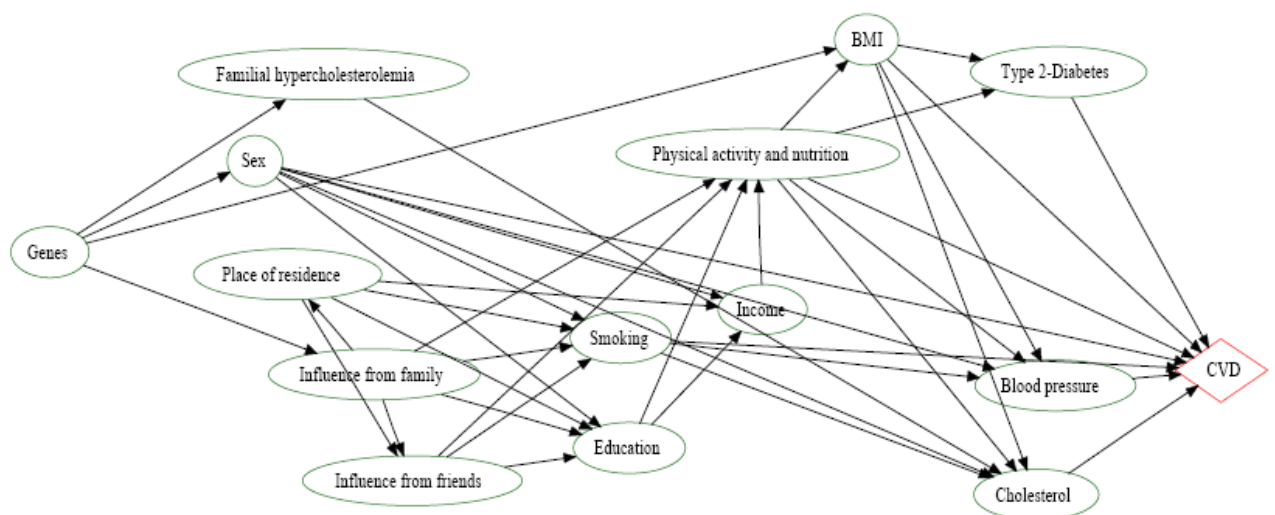 BMI
Familial hypercholesterolemia
Type 2-Diabetes
Sex
Physical activity and nutrition
Genes
Place of residence
Income
Smoking
Influence from family
CVD
Blood pressure
Education
Influence from friends
Cholesterol